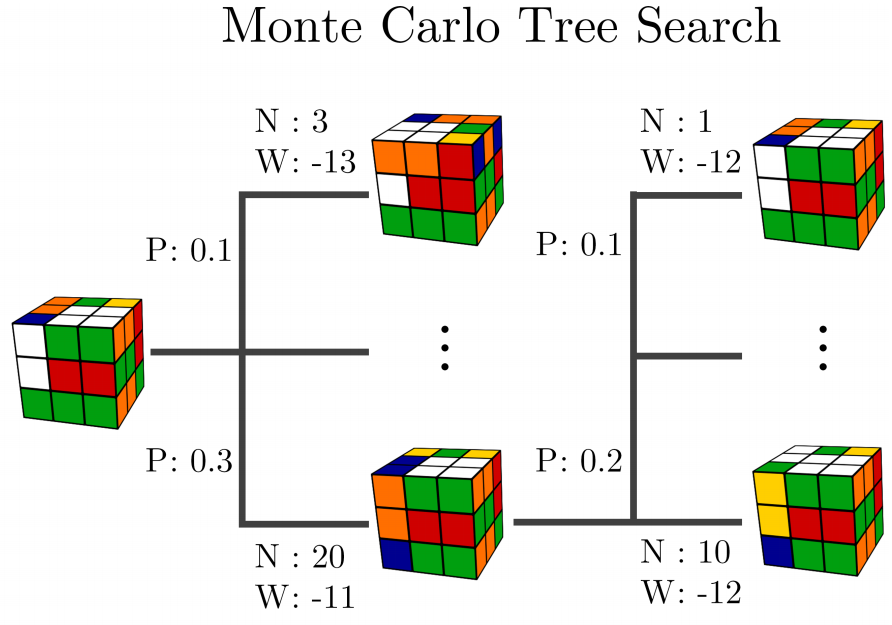 Monte Carlo Tree Search
N : 3
W: -13
N : 1
W: -12
P: 0.1
P: 0.1
P: 0.3
P: 0.2
N : 20
W: -11
N : 10
W: -12